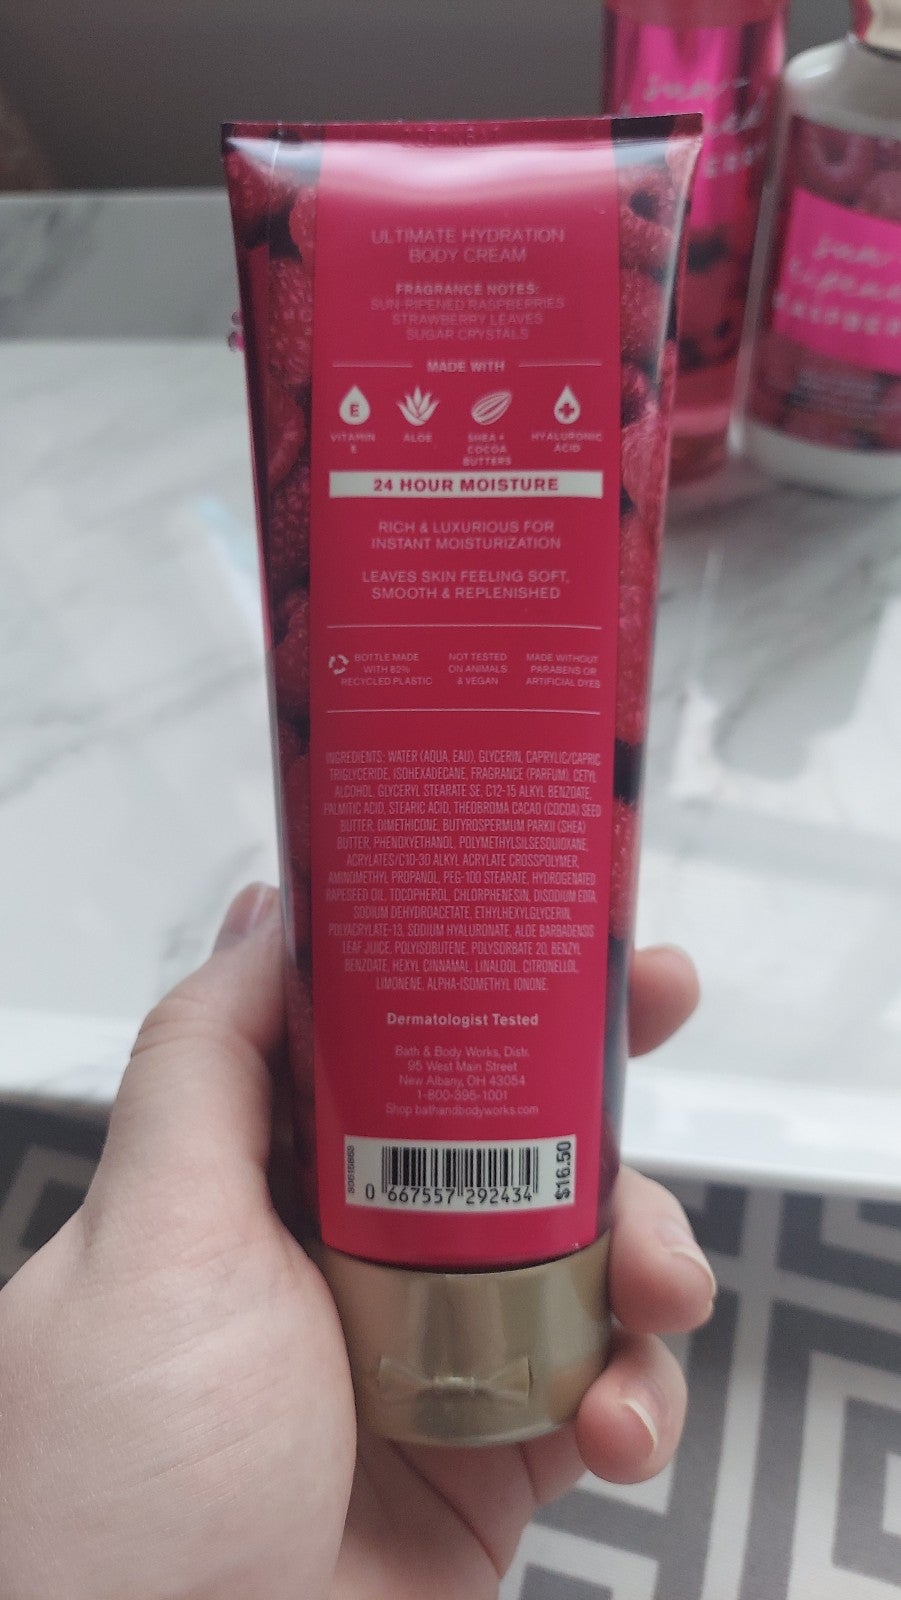 ULTIMATE HYDRATION
BODY CREAM
FRAGRANCE NOTES:
SUN-RIPENED RASPBERRIES
STRAWBERRY LEAVES
SUGAR CRYSTALS
MADE WITH
E
VITAMIN
E
ALOE
SHEA +
COCOA
BUTTERS
HYALURONIC
ACID
24 HOUR MOISTURE
RICH & LUXURIOUS FOR
INSTANT MOISTURIZATION
LEAVES SKIN FEELING SOFT,
SMOOTH & REPLENISHED
BOTTLE MADE
WITH 82%
RECYCLED PLASTIC
NOT TESTED
ON ANIMALS
& VEGAN
MADE WITHOUT
PARABENS OR
ARTIFICIAL DYES
INGREDIENTS: WATER (AQUA, EAU), GLYCERIN, CAPRYLIC/CAPRIC
TRIGLYCERIDE, ISOHEXADECANE, FRAGRANCE (PARFUM), CETYL
ALCOHOL, GLYCERYL STEARATE SE, C12-15 ALKYL BENZOATE,
PALMITIC ACID, STEARIC ACID, THEOBROMA CACAO (COCOA) SEED
BUTTER, DIMETHICONE, BUTYROSPERMUM PARKII (SHEA)
BUTTER, PHENOXYETHANOL, POLYMETHYLSILSESQUIOXANE,
ACRYLATES/C10-30 ALKYL ACRYLATE CROSSPOLYMER,
AMINOMETHYL PROPANOL, PEG-100 STEARATE, HYDROGENATED
RAPESEED OIL, TOCOPHEROL, CHLORPHENESIN, DISODIUM EDTA,
SODIUM DEHYDROACETATE, ETHYLHEXYLGLYCERIN,
POLYACRYLATE-13, SODIUM HYALURONATE, ALOE BARBADENSIS
LEAF JUICE, POLYISOBUTENE, POLYSORBATE 20, BENZYL
BENZOATE, HEXYL CINNAMAL, LINALOOL, CITRONELLOL,
LIMONENE, ALPHA-ISOMETHYL IONONE.
Dermatologist Tested
Bath & Body Works, Distr.
95 West Main Street
New Albany, OH 43054
1-800-395-1001
Shop bathandbodyworks.com
0 667557 292434
$16.50
sun-
sun